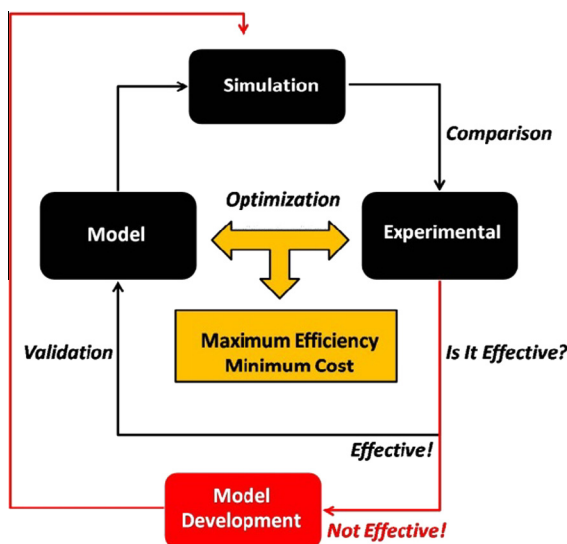 Simulation
Comparison
Optimization
Model
Experimental
Validation
Maximum Efficiency
Minimum Cost
Is It Effective?
Effective!
Model
Development
Not Effective!